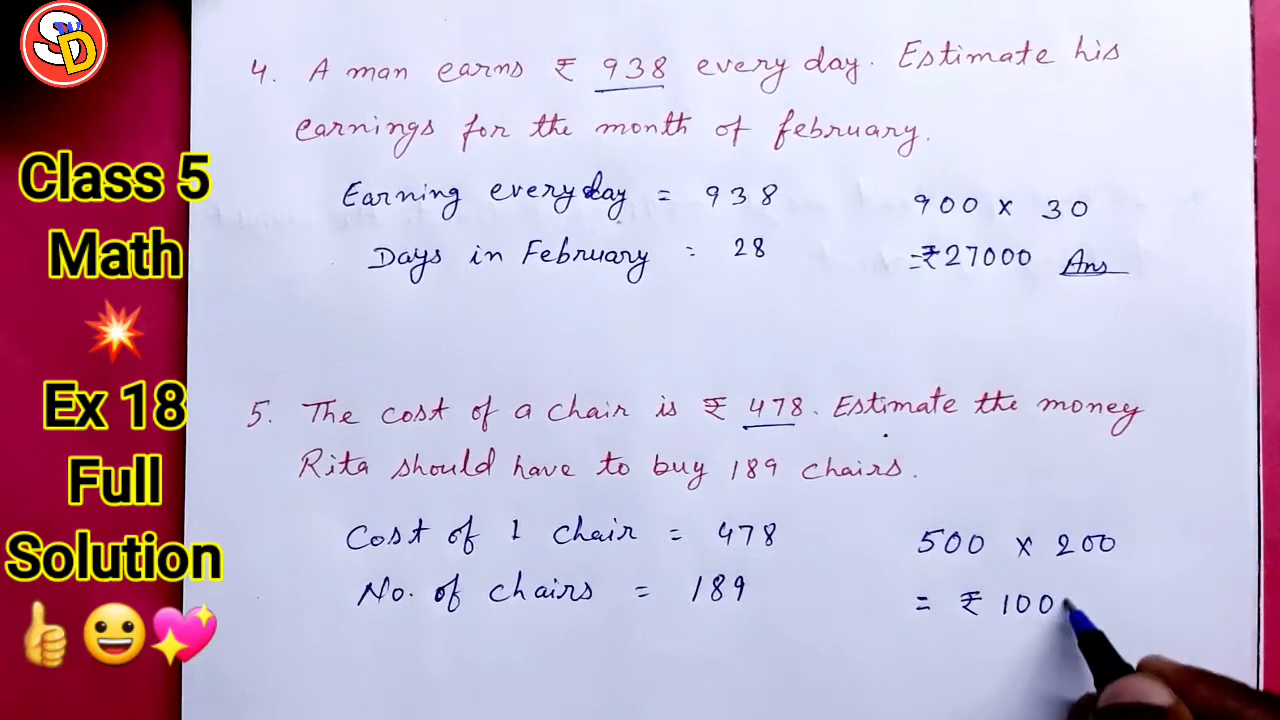 SD
Class 5
Math
Ex 18
Full
Solution
4. A man earns ₹ 938 every day. Estimate his
earnings for the month of february.
Earning everyday = 938
900 x 30
Days in February = 28
=₹27000 Ans
5. The cost of a chair is ₹ 478. Estimate the money
Rita should have to buy 189 chairs.
Cost of 1 chair = 478
500 x 200
No. of chairs = 189
= ₹ 100